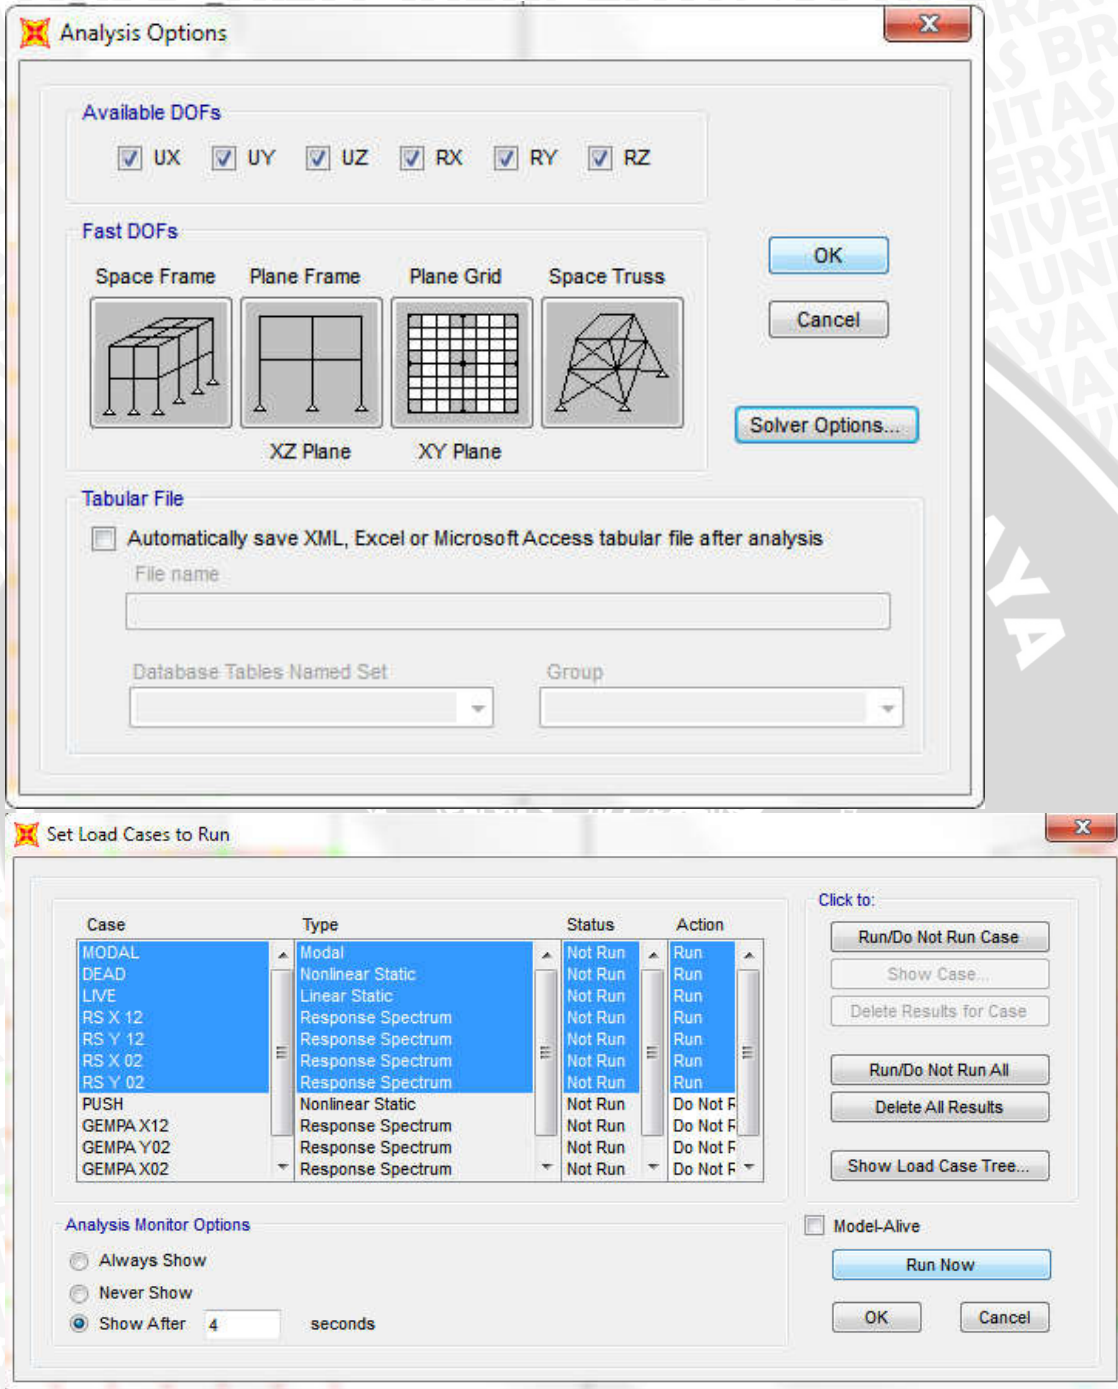 Analysis Options
Available DOFs
UX UY UZ RX RY RZ
Fast DOFs
Space Frame Plane Frame Plane Grid Space Truss
XZ Plane XY Plane
OK
Cancel
Solver Options...
Tabular File
Automatically save XML, Excel or Microsoft Access tabular file after analysis
File name
Database Tables Named Set Group
Set Load Cases to Run
Case Type Status Action
MODAL Modal Not Run Run
DEAD Nonlinear Static Not Run Run
LIVE Linear Static Not Run Run
RS X 12 Response Spectrum Not Run Run
RS Y 12 Response Spectrum Not Run Run
RS X 02 Response Spectrum Not Run Run
RS Y 02 Response Spectrum Not Run Run
PUSH Nonlinear Static Not Run Do Not R
GEMPA X12 Response Spectrum Not Run Do Not R
GEMPA Y02 Response Spectrum Not Run Do Not R
GEMPA X02 Response Spectrum Not Run Do Not R
Click to:
Run/Do Not Run Case
Show Case...
Delete Results for Case
Run/Do Not Run All
Delete All Results
Show Load Case Tree...
Analysis Monitor Options
Always Show
Never Show
Show After 4 seconds
Model-Alive
Run Now
OK Cancel